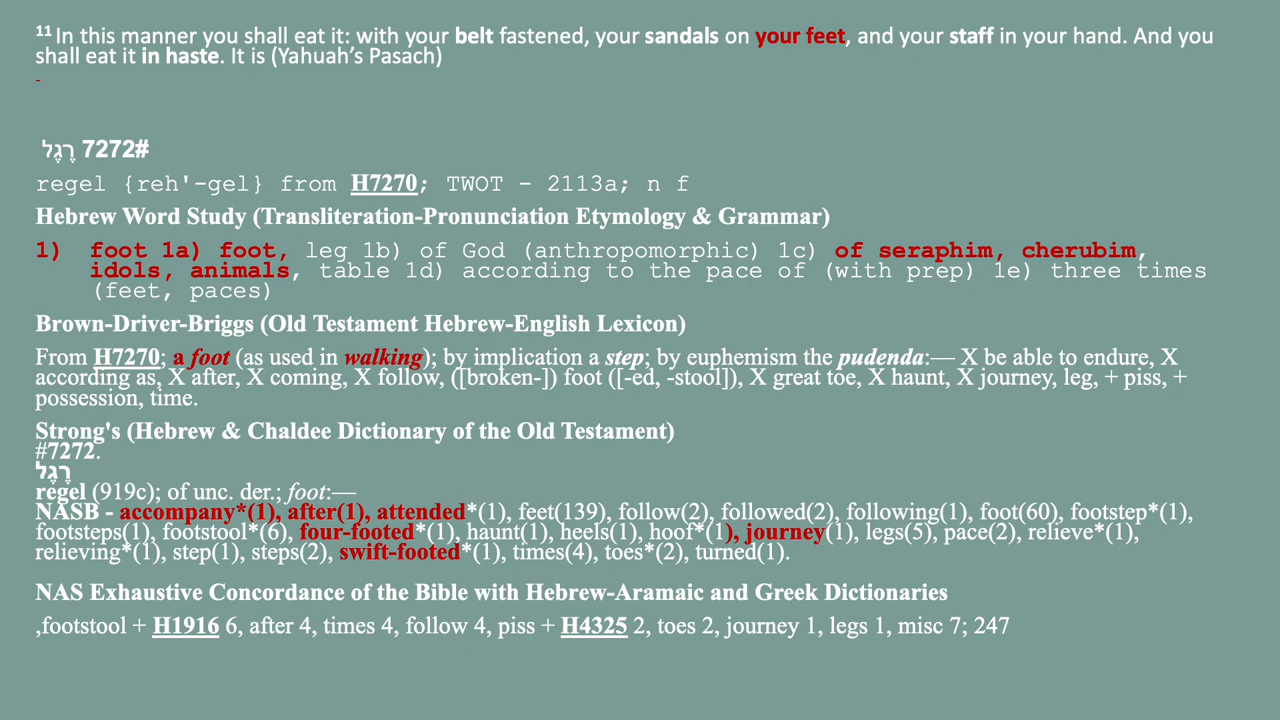 11 In this manner you shall eat it: with your belt fastened, your sandals on your feet, and your staff in your hand. And you
shall eat it in haste. It is (Yahuah’s Pasach)
-
רֶגֶל 7272#
regel {reh'-gel} from H7270; TWOT - 2113a; n f
Hebrew Word Study (Transliteration-Pronunciation Etymology & Grammar)
1) foot 1a) foot, leg 1b) of God (anthropomorphic) 1c) of seraphim, cherubim,
idols, animals, table 1d) according to the pace of (with prep) 1e) three times
(feet, paces)
Brown-Driver-Briggs (Old Testament Hebrew-English Lexicon)
From H7270; a foot (as used in walking); by implication a step; by euphemism the pudenda:— X be able to endure, X
according as, X after, X coming, X follow, ([broken-]) foot ([-ed, -stool]), X great toe, X haunt, X journey, leg, + piss, +
possession, time.
Strong's (Hebrew & Chaldee Dictionary of the Old Testament)
#7272.
רֶגֶל
regel (919c); of unc. der.; foot:—
NASB - accompany*(1), after(1), attended*(1), feet(139), follow(2), followed(2), following(1), foot(60), footstep*(1),
footsteps(1), footstool*(6), four-footed*(1), haunt(1), heels(1), hoof*(1), journey(1), legs(5), pace(2), relieve*(1),
relieving*(1), step(1), steps(2), swift-footed*(1), times(4), toes*(2), turned(1).
NAS Exhaustive Concordance of the Bible with Hebrew-Aramaic and Greek Dictionaries
,footstool + H1916 6, after 4, times 4, follow 4, piss + H4325 2, toes 2, journey 1, legs 1, misc 7; 247